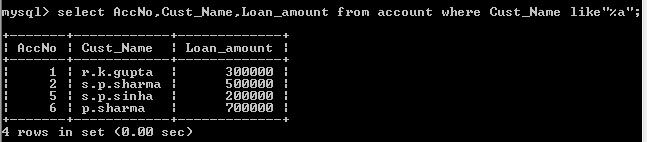 mysql> select AccNo,Cust_Name,Loan_amount from account where Cust_Name like"%a";
+-------+-----------+-------------+
¦ AccNo ¦ Cust_Name ¦ Loan_amount ¦
+-------+-----------+-------------+
¦     1 ¦ r.k.gupta ¦      300000 ¦
¦     2 ¦ s.p.sharma ¦      500000 ¦
¦     5 ¦ s.p.sinha ¦      200000 ¦
¦     6 ¦ p.sharma ¦      700000 ¦
+-------+-----------+-------------+
4 rows in set (0.00 sec)